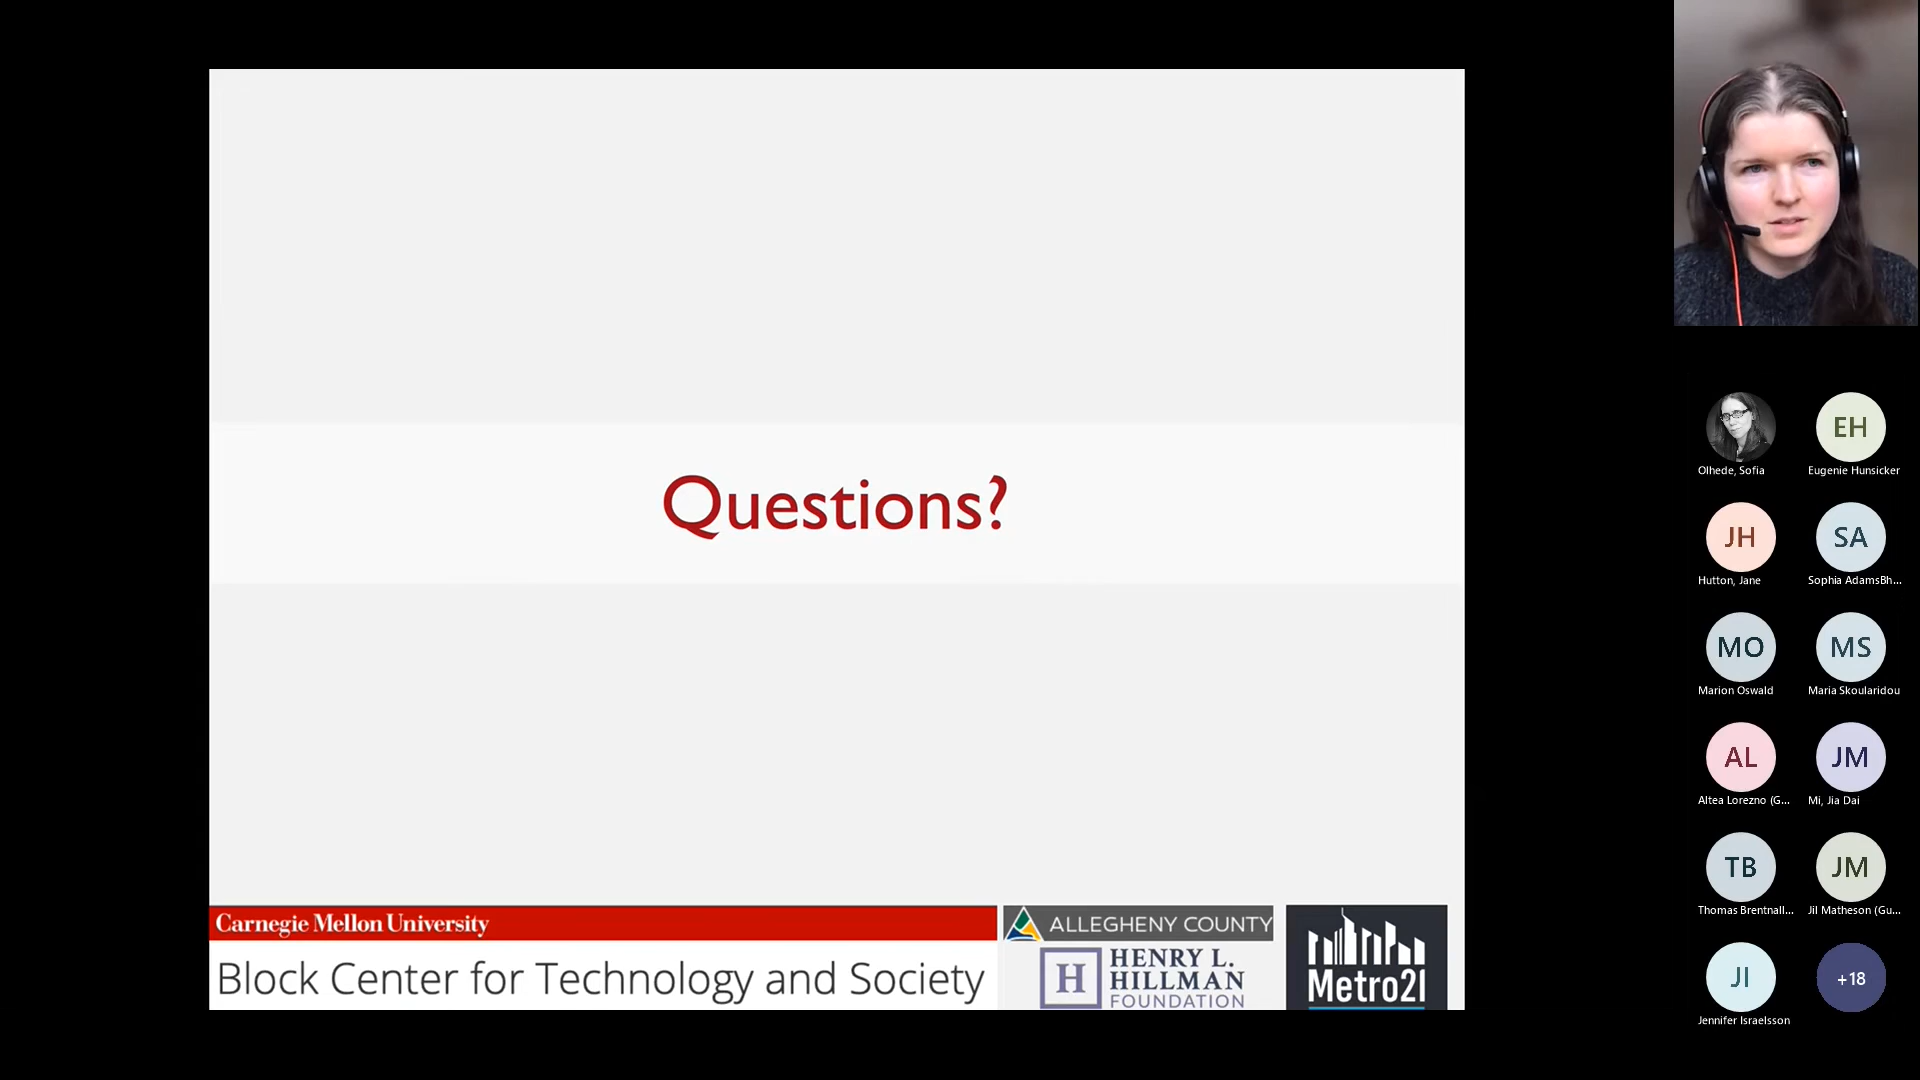 Questions?
Carnegie Mellon University
Block Center for Technology and Society
ALLEGHENY COUNTY
H
HENRY L.
HILLMAN
FOUNDATION
Metro21
Olhede, Sofia
EH
Eugenie Hunsicker
JH
Hutton, Jane
SA
Sophia AdamsBh...
MO
Marion Oswald
MS
Maria Skoularidou
AL
Altea Lorezno (G...
JM
Mi, Jia Dai
TB
Thomas Brentnall...
JM
Jil Matheson (Gu...
JI
Jennifer Israelsson
+18